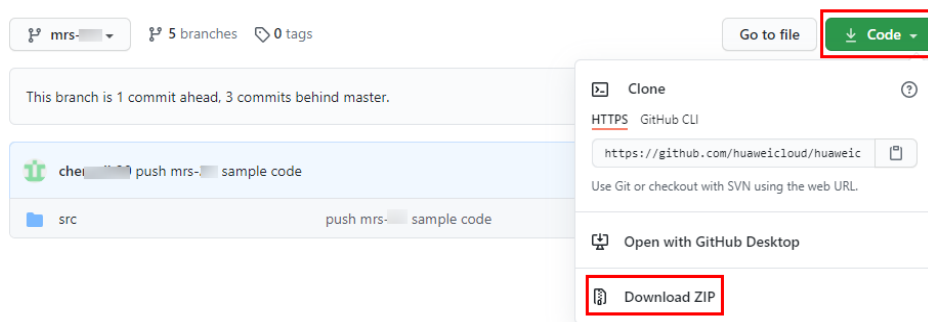 mrs-
5 branches
0 tags
Go to file
Code
This branch is 1 commit ahead, 3 commits behind master.
Clone
HTTPS GitHub CLI
https://github.com/huaweicloud/huaweic
Use Git or checkout with SVN using the web URL.
push mrs- sample code
src
push mrs- sample code
Open with GitHub Desktop
Download ZIP